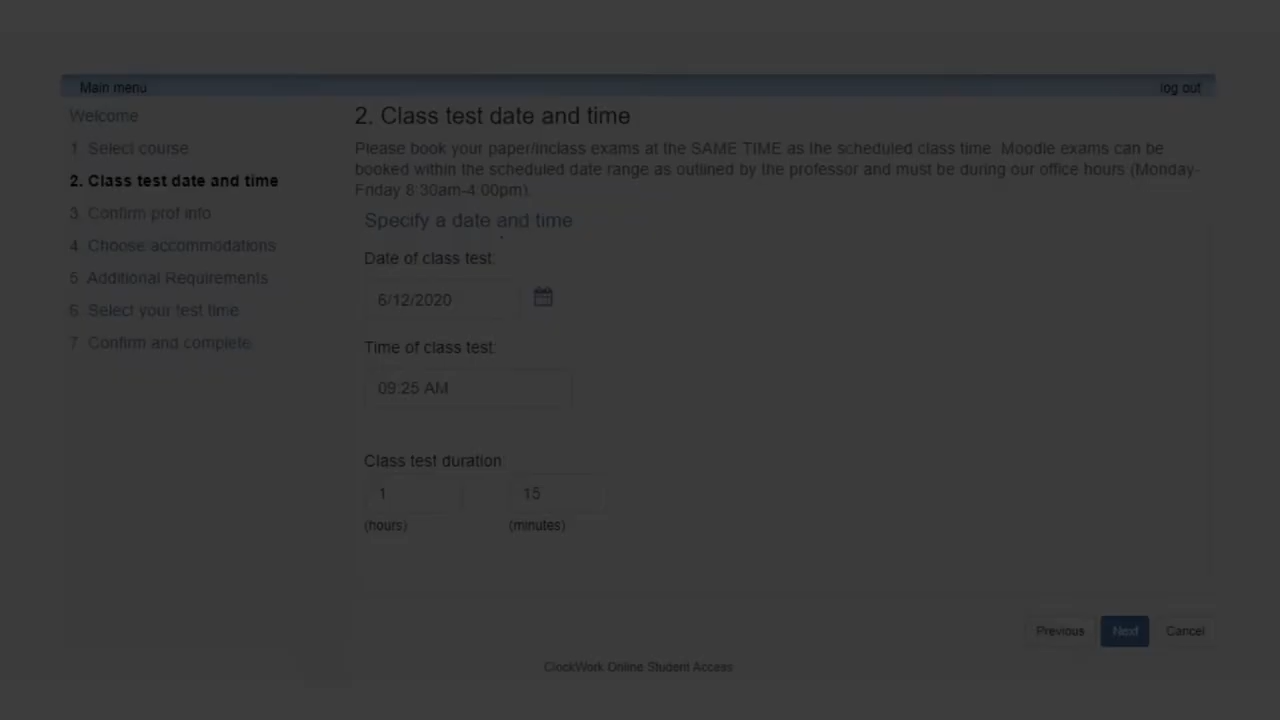 Main menu
log out
Welcome
1. Select course
2. Class test date and time
3. Confirm prof info
4. Choose accommodations
5. Additional Requirements
6. Select your test time
7. Confirm and complete
2. Class test date and time
Please book your paper/inclass exams at the SAME TIME as the scheduled class time. Moodle exams can be
booked within the scheduled date range as outlined by the professor and must be during our office hours (Monday-
Friday 8:30am-4:00pm).
Specify a date and time
Date of class test:
6/12/2020
Time of class test:
09:25 AM
Class test duration:
1
15
(hours)
(minutes)
Previous
Next
Cancel
ClockWork Online Student Access